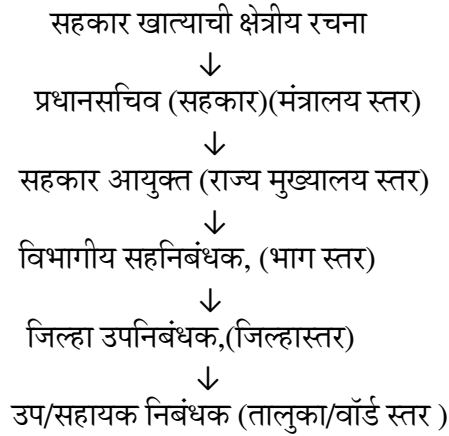 सहकार खात्याची क्षेत्रीय रचना
↓
प्रधानसचिव (सहकार)(मंत्रालय स्तर)
↓
सहकार आयुक्त (राज्य मुख्यालय स्तर)
↓
विभागीय सहनिबंधक, (भाग स्तर)
↓
जिल्हा उपनिबंधक,(जिल्हास्तर)
↓
उप/सहायक निबंधक (तालुका/वॉर्ड स्तर )